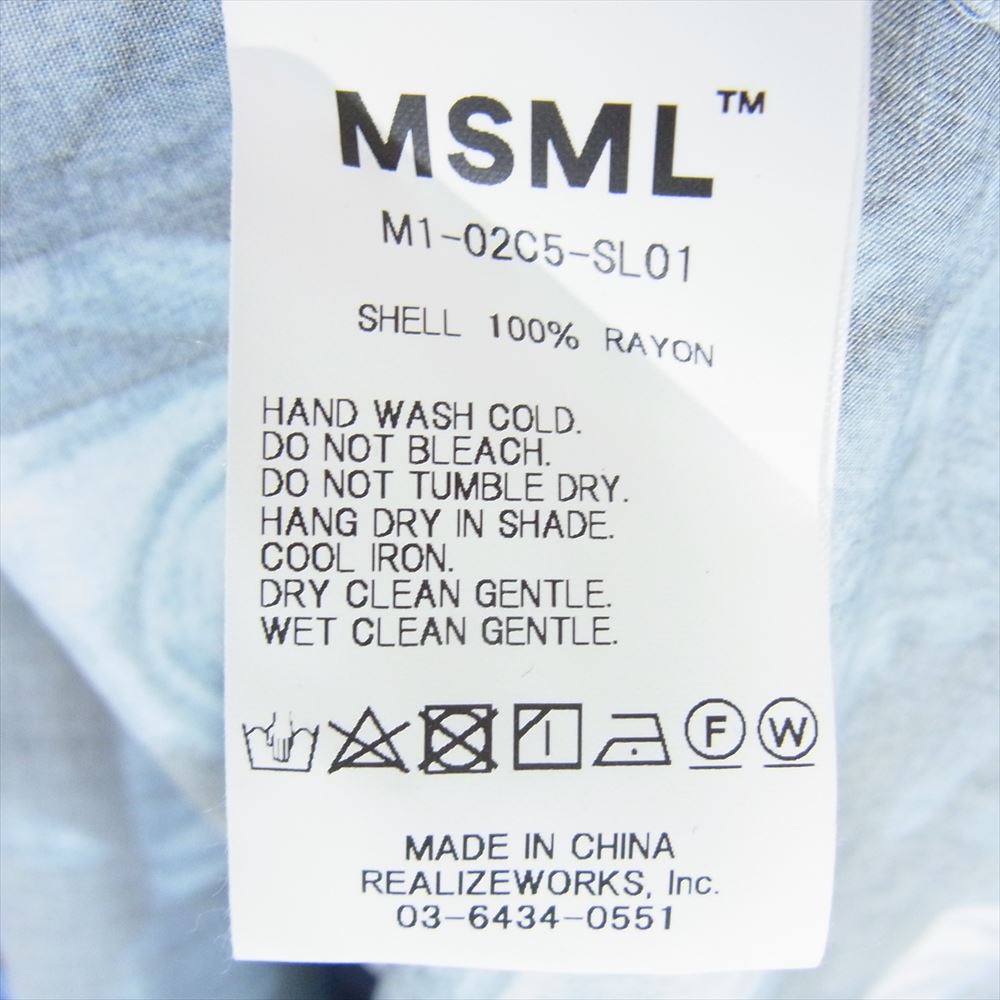 MSML™
M1-02C5-SL01
SHELL 100% RAYON
HAND WASH COLD.
DO NOT BLEACH.
DO NOT TUMBLE DRY.
HANG DRY IN SHADE.
COOL IRON.
DRY CLEAN GENTLE.
WET CLEAN GENTLE.
F W
MADE IN CHINA
REALIZEWORKS, Inc.
03-6434-0551